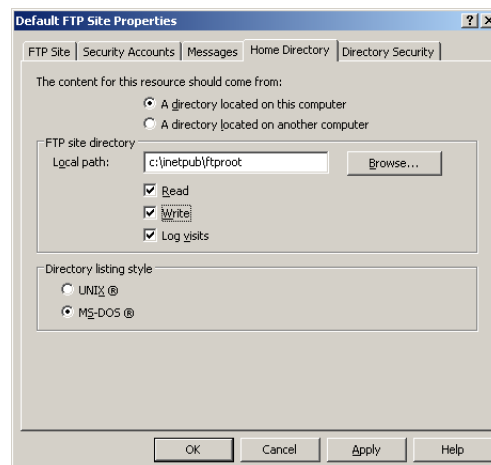 Default FTP Site Properties
FTP Site Security Accounts Messages Home Directory Directory Security
The content for this resource should come from:
A directory located on this computer
A directory located on another computer
FTP site directory
Local path: c:\inetpub\ftproot Browse...
Read
Write
Log visits
Directory listing style
UNIX ®
MS-DOS ®
OK Cancel Apply Help